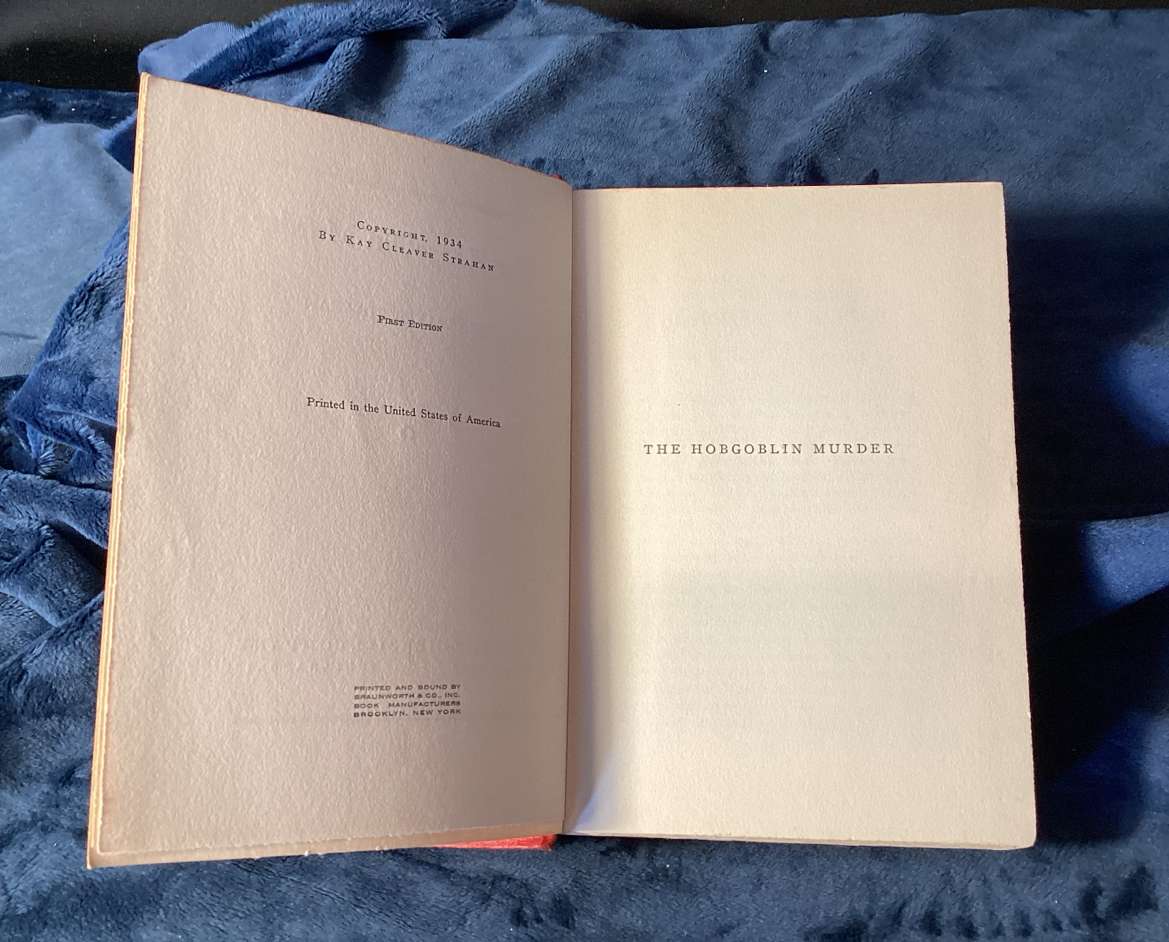 COPYRIGHT, 1934
BY KAY CLEAVER STRAHAN
FIRST EDITION
Printed in the United States of America
PRINTED AND BOUND BY
BRAUNWORTH & CO., INC.
BOOK MANUFACTURERS
BROOKLYN, NEW YORK
THE HOBGOBLIN MURDER